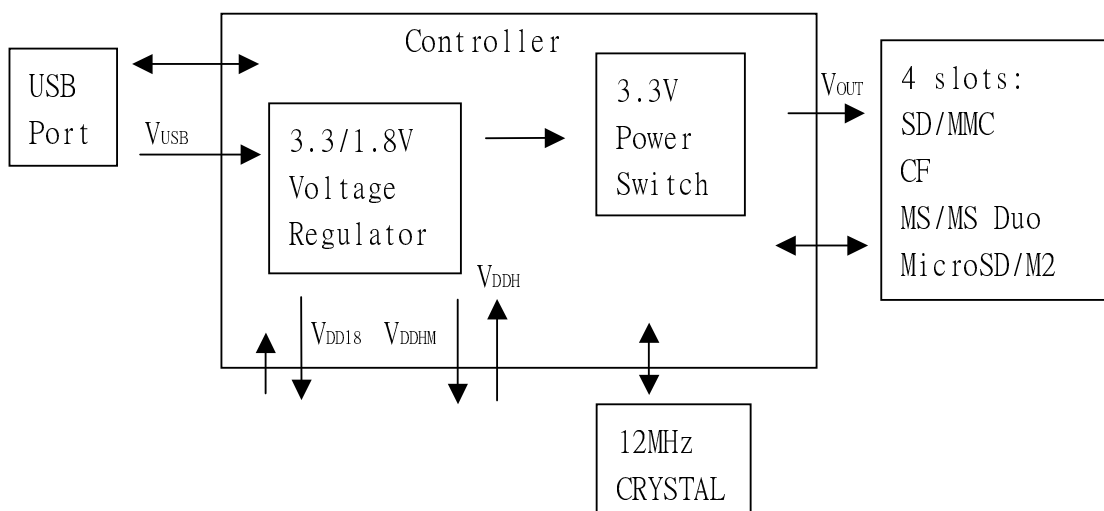 Controller
USB
Port
VUSB
3.3/1.8V
Voltage
Regulator
3.3V
Power
Switch
VOUT
4 slots:
SD/MMC
CF
MS/MS Duo
MicroSD/M2
VDDH
VDD18
VDDHM
12MHz
CRYSTAL